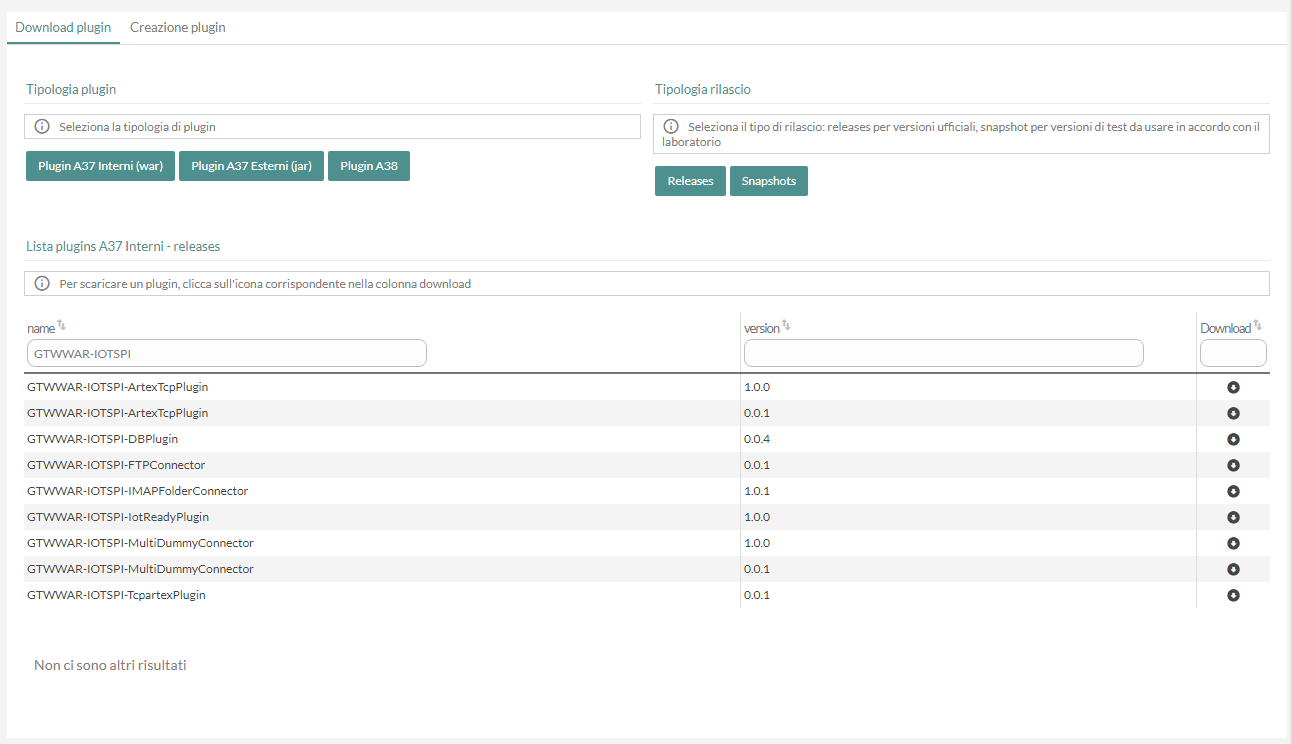 Download plugin Creazione plugin
Tipologia plugin
Seleziona la tipologia di plugin
Plugin A37 Interni (war) Plugin A37 Esterni (jar) Plugin A38
Tipologia rilascio
Seleziona il tipo di rilascio: releases per versioni ufficiali, snapshot per versioni di test da usare in accordo con il
laboratorio
Releases Snapshots
Lista plugins A37 Interni - releases
Per scaricare un plugin, clicca sull'icona corrispondente nella colonna download
name version Download
GTWWAR-IOTSPI
GTWWAR-IOTSPI-ArtexTcpPlugin 1.0.0
GTWWAR-IOTSPI-ArtexTcpPlugin 0.0.1
GTWWAR-IOTSPI-DBPlugin 0.0.4
GTWWAR-IOTSPI-FTPConnector 0.0.1
GTWWAR-IOTSPI-IMAPFolderConnector 1.0.1
GTWWAR-IOTSPI-IotReadyPlugin 1.0.0
GTWWAR-IOTSPI-MultiDummyConnector 1.0.0
GTWWAR-IOTSPI-MultiDummyConnector 0.0.1
GTWWAR-IOTSPI-TcpartexPlugin 0.0.1
Non ci sono altri risultati